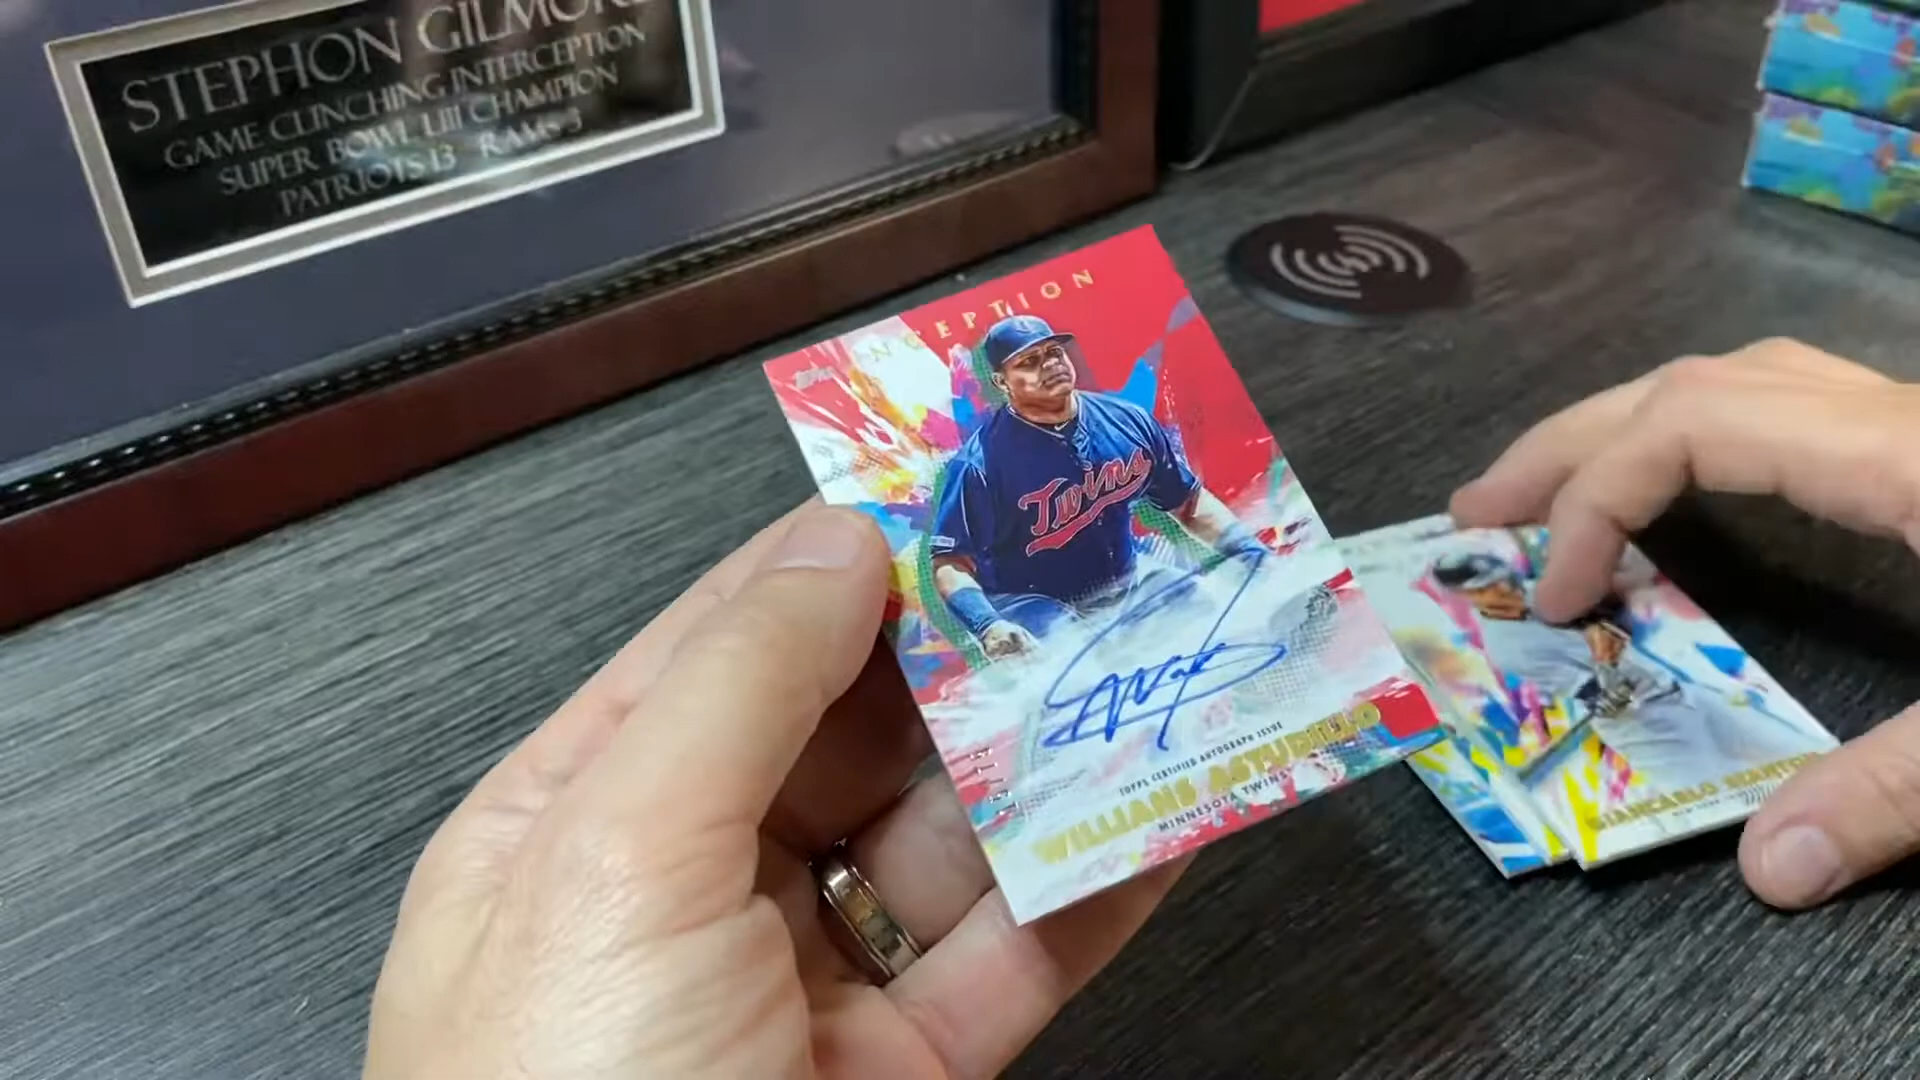 STEPHON GILMORE
GAME CLINCHING INTERCEPTION
SUPER BOWL LIII CHAMPION
PATRIOTS 13 RAMS 3
INCEPTION
Twins
TOPPS CERTIFIED AUTOGRAPH ISSUE
WILLIANS ASTUDILLO
MINNESOTA TWINS
GIANCARLO STANTON